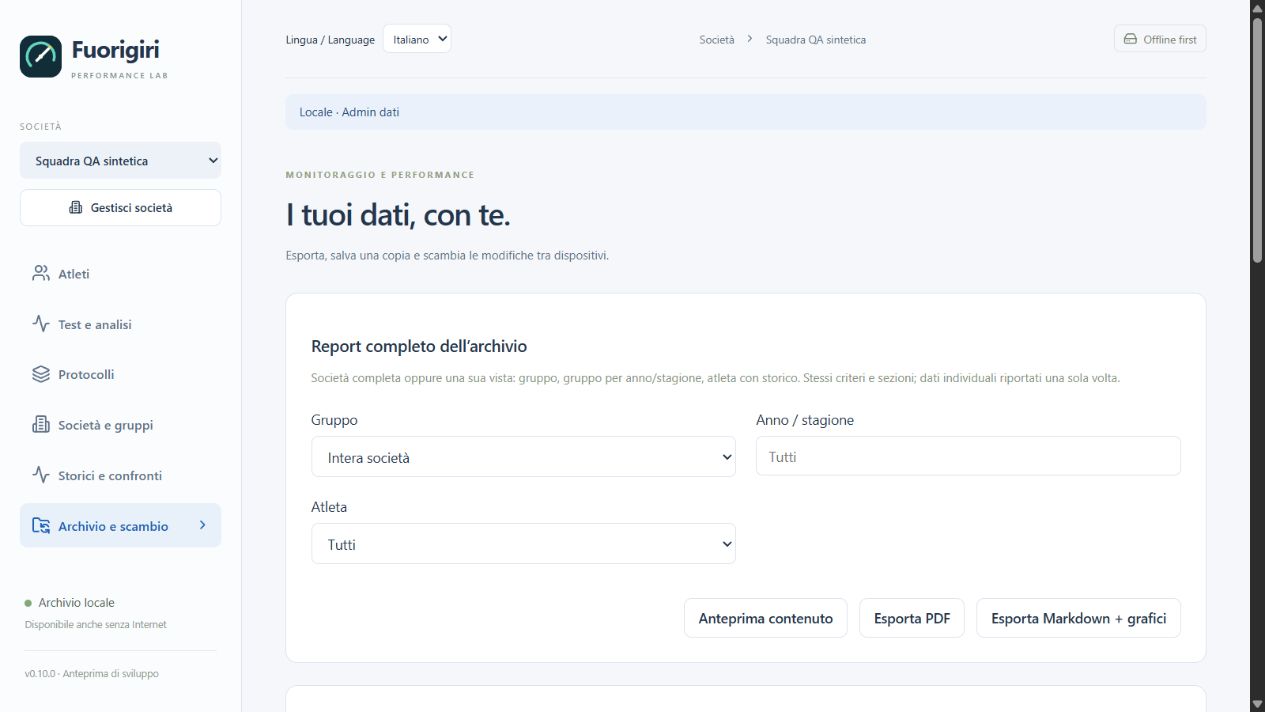 Fuorigiri
PERFORMANCE LAB
SOCIETÀ
Squadra QA sintetica
Gestisci società
Atleti
Test e analisi
Protocolli
Società e gruppi
Storici e confronti
Archivio e scambio
Archivio locale
Disponibile anche senza Internet
v0.10.0 · Anteprima di sviluppo
Lingua / Language
Italiano
Società
Squadra QA sintetica
Offline first
Locale · Admin dati
MONITORAGGIO E PERFORMANCE
I tuoi dati, con te.
Esporta, salva una copia e scambia le modifiche tra dispositivi.
Report completo dell’archivio
Società completa oppure una sua vista: gruppo, gruppo per anno/stagione, atleta con storico. Stessi criteri e sezioni; dati individuali riportati una sola volta.
Gruppo
Anno / stagione
Intera società
Tutti
Atleta
Tutti
Anteprima contenuto
Esporta PDF
Esporta Markdown + grafici